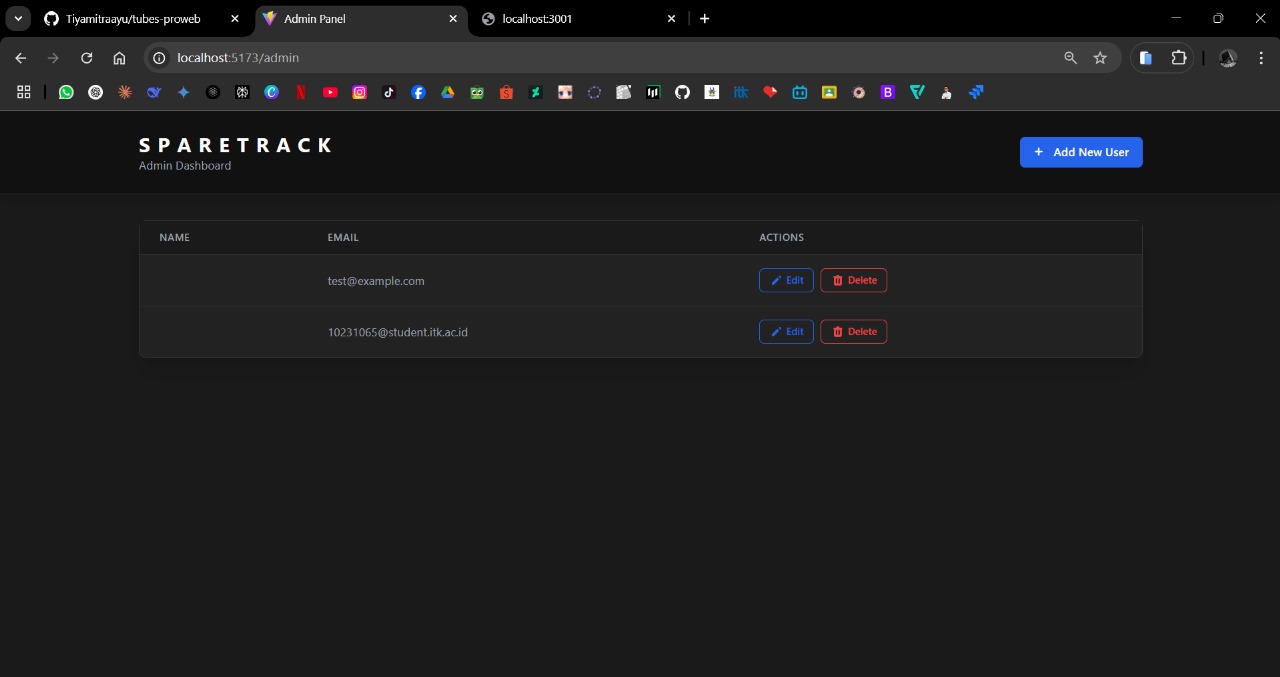 Tiyamitraayu/tubes-proweb
Admin Panel
localhost:3001
localhost:5173/admin
SPARETRACK
Admin Dashboard
+ Add New User
NAME EMAIL ACTIONS
test@example.com Edit Delete
10231065@student.itk.ac.id Edit Delete